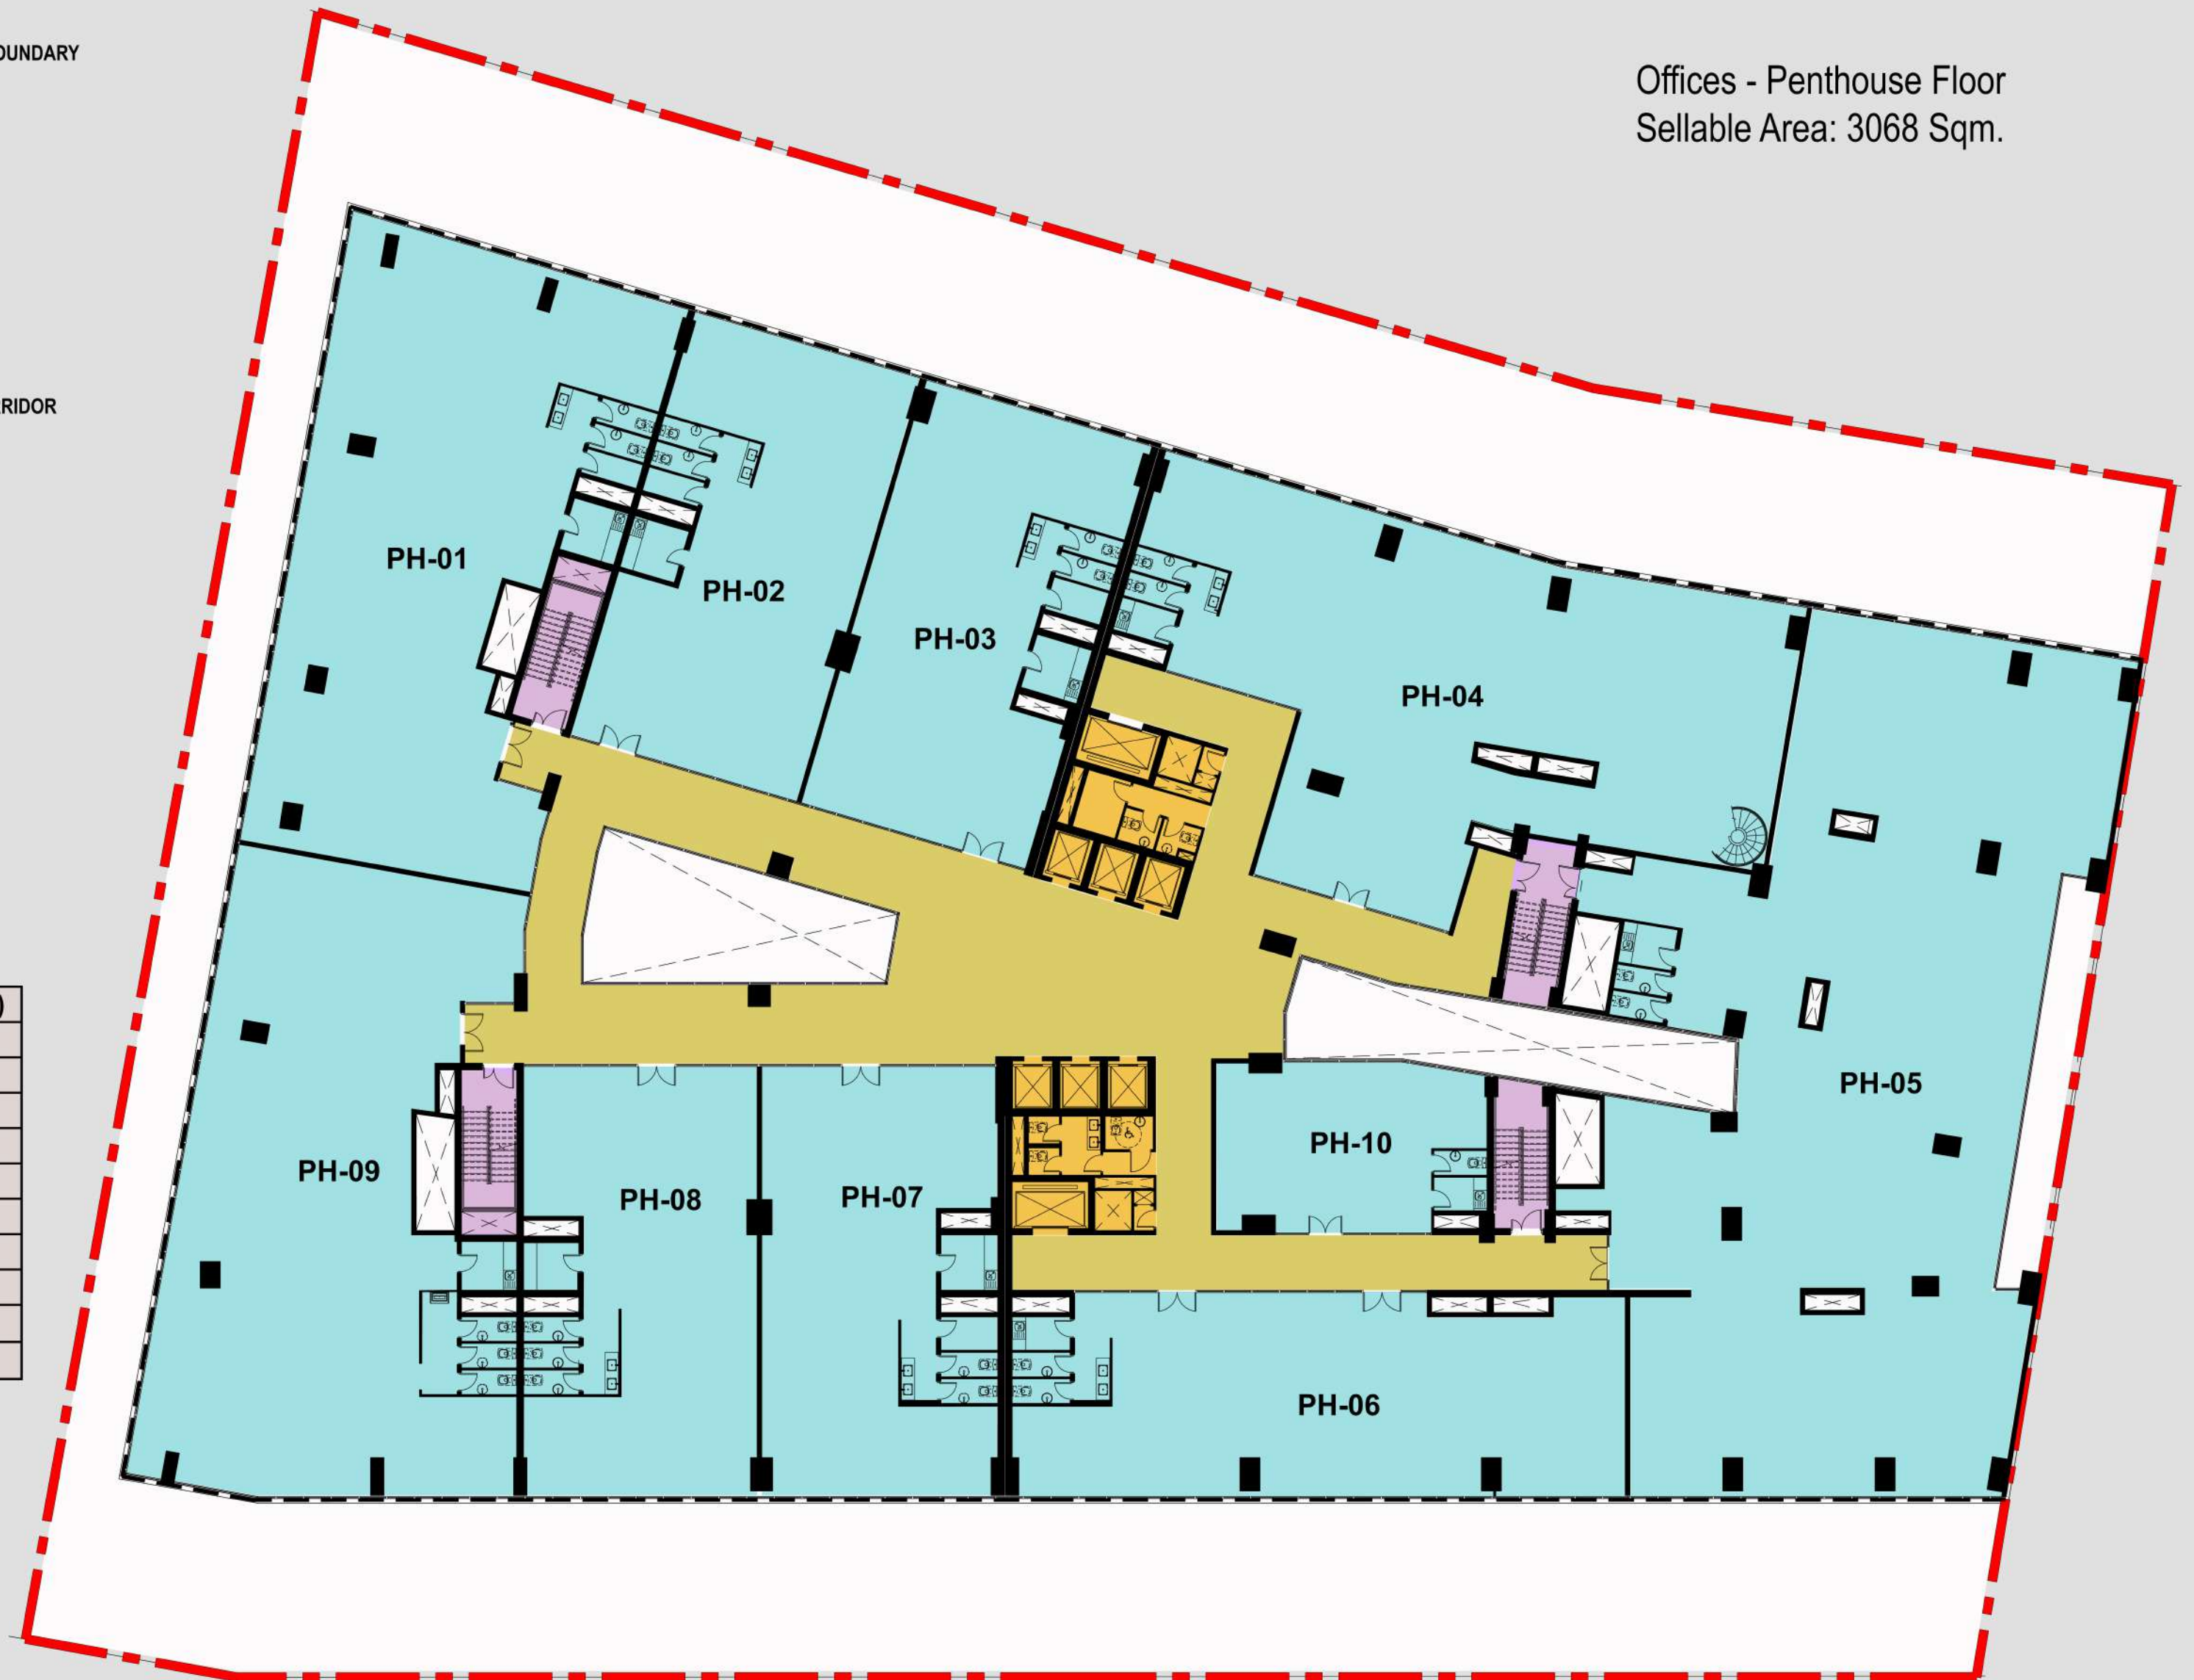 OUNDARY
Offices - Penthouse Floor
Sellable Area: 3068 Sqm.
RIDOR
PH-01
PH-02
PH-03
PH-04
PH-05
PH-10
PH-09
PH-08
PH-07
PH-06
)